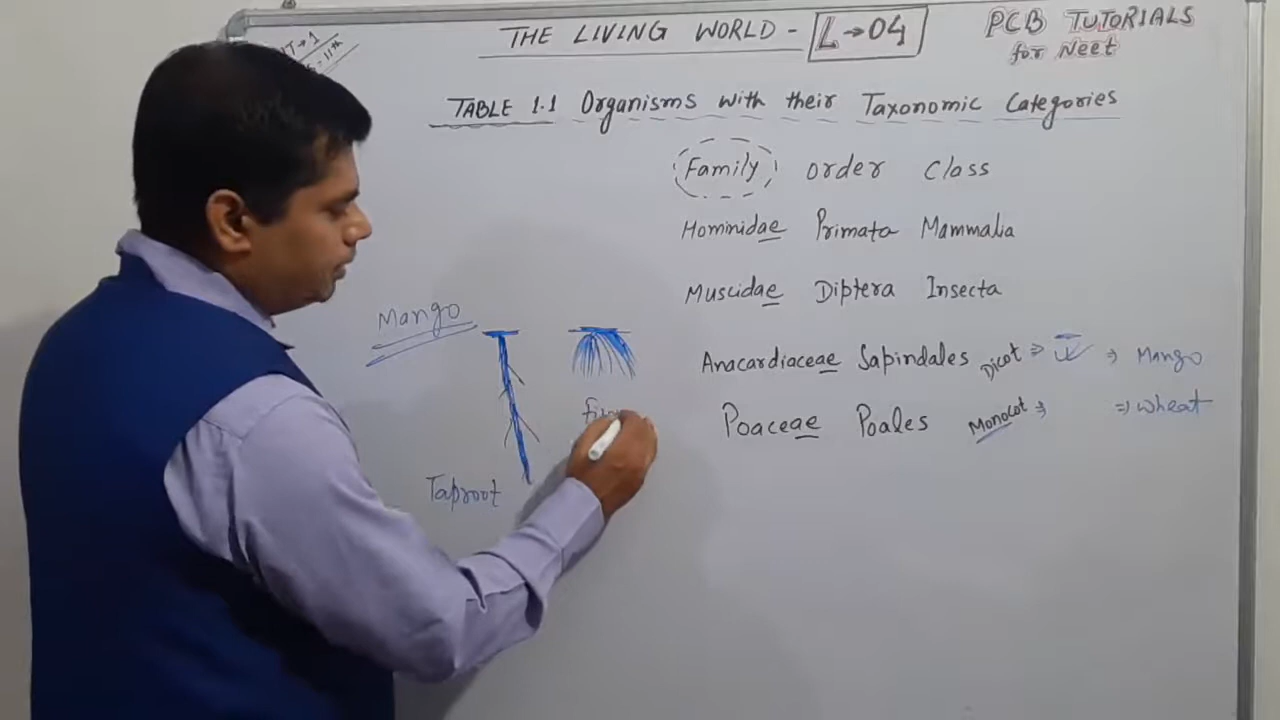 THE LIVING WORLD - L→04
PCB TUTORIALS
for Neet
TABLE 1.1 Organisms with their Taxonomic Categories
Family order Class
Hominidae Primata Mammalia
Muscidae Diptera Insecta
Mango
Anacardiaceae Sapindales Dicot ⇒ ⇒ Mango
Poaceae Poales Monocot ⇒ ⇒ wheat
Taproot